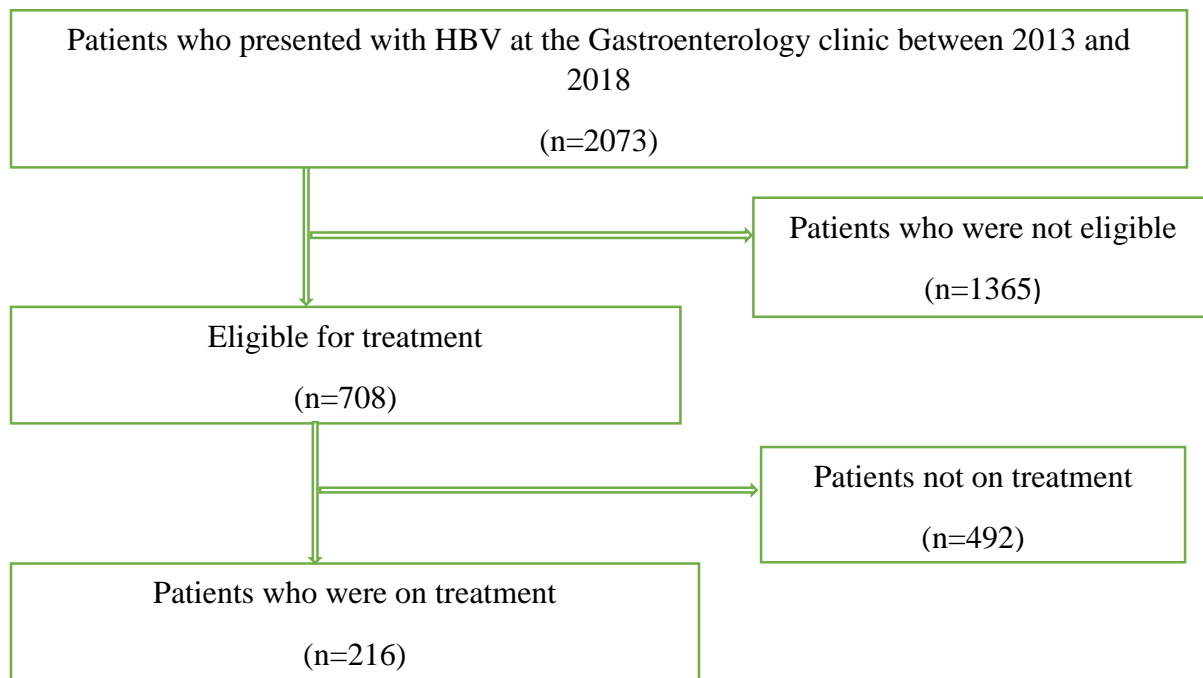 Patients who presented with HBV at the Gastroenterology clinic between 2013 and
2018
(n=2073)
Patients who were not eligible
(n=1365)
Eligible for treatment
(n=708)
Patients not on treatment
(n=492)
Patients who were on treatment
(n=216)